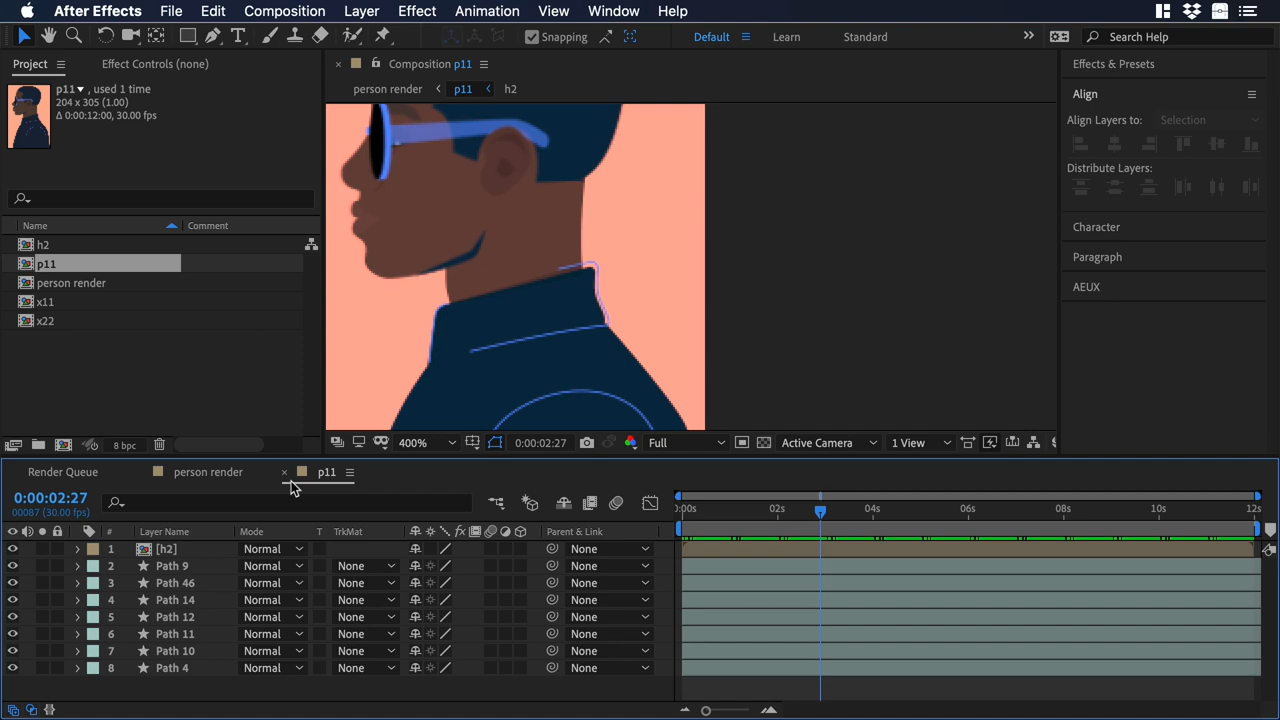 After Effects File Edit Composition Layer Effect Animation View Window Help
Snapping Default Learn Standard Search Help
Project Effect Controls (none) Composition p11 Effects & Presets
p11 , used 1 time person render p11 h2 Align
204 x 305 (1.00)
Δ 0:00:12:00, 30.00 fps Align Layers to: Selection
Distribute Layers:
Name Comment Character
h2
p11 Paragraph
person render AEUX
x11
x22
8 bpc 400% 0:00:02:27 Full Active Camera 1 View
Render Queue person render p11
0:00:02:27
00087 (30.00 fps) :00s 02s 04s 06s 08s 10s 12s
# Layer Name Mode T TrkMat fx Parent & Link
1 [h2] Normal None
2 Path 9 Normal None None
3 Path 46 Normal None None
4 Path 14 Normal None None
5 Path 12 Normal None None
6 Path 11 Normal None None
7 Path 10 Normal None None
8 Path 4 Normal None None